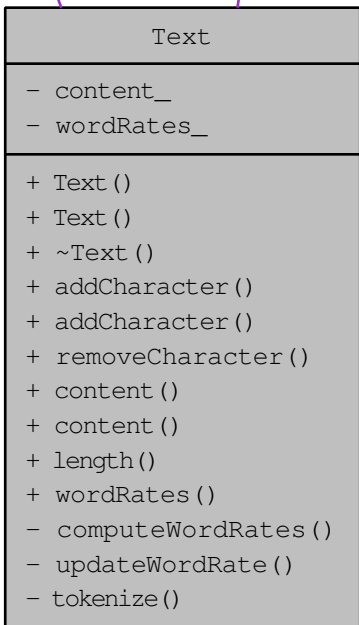 Text
- content_
- wordRates_
+ Text()
+ Text()
+ ~Text()
+ addCharacter()
+ addCharacter()
+ removeCharacter()
+ content()
+ content()
+ length()
+ wordRates()
- computeWordRates()
- updateWordRate()
- tokenize()